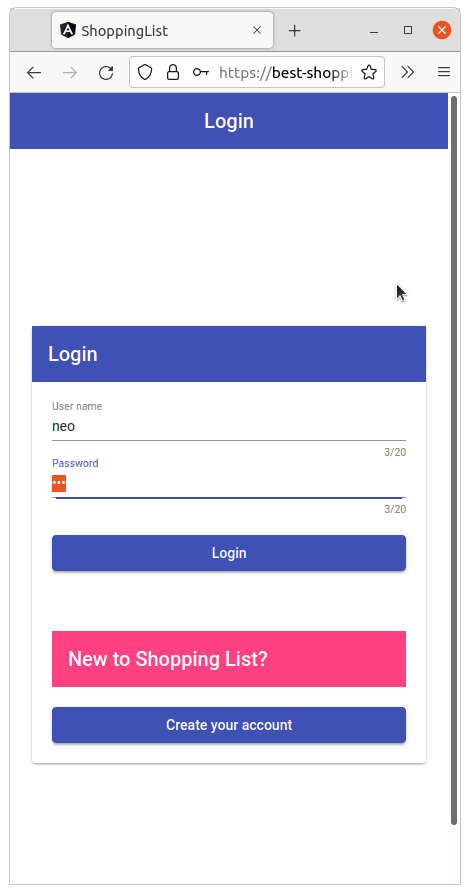 ShoppingList
https://best-shoppi
Login
Login
User name
neo
3/20
Password
•••
3/20
Login
New to Shopping List?
Create your account